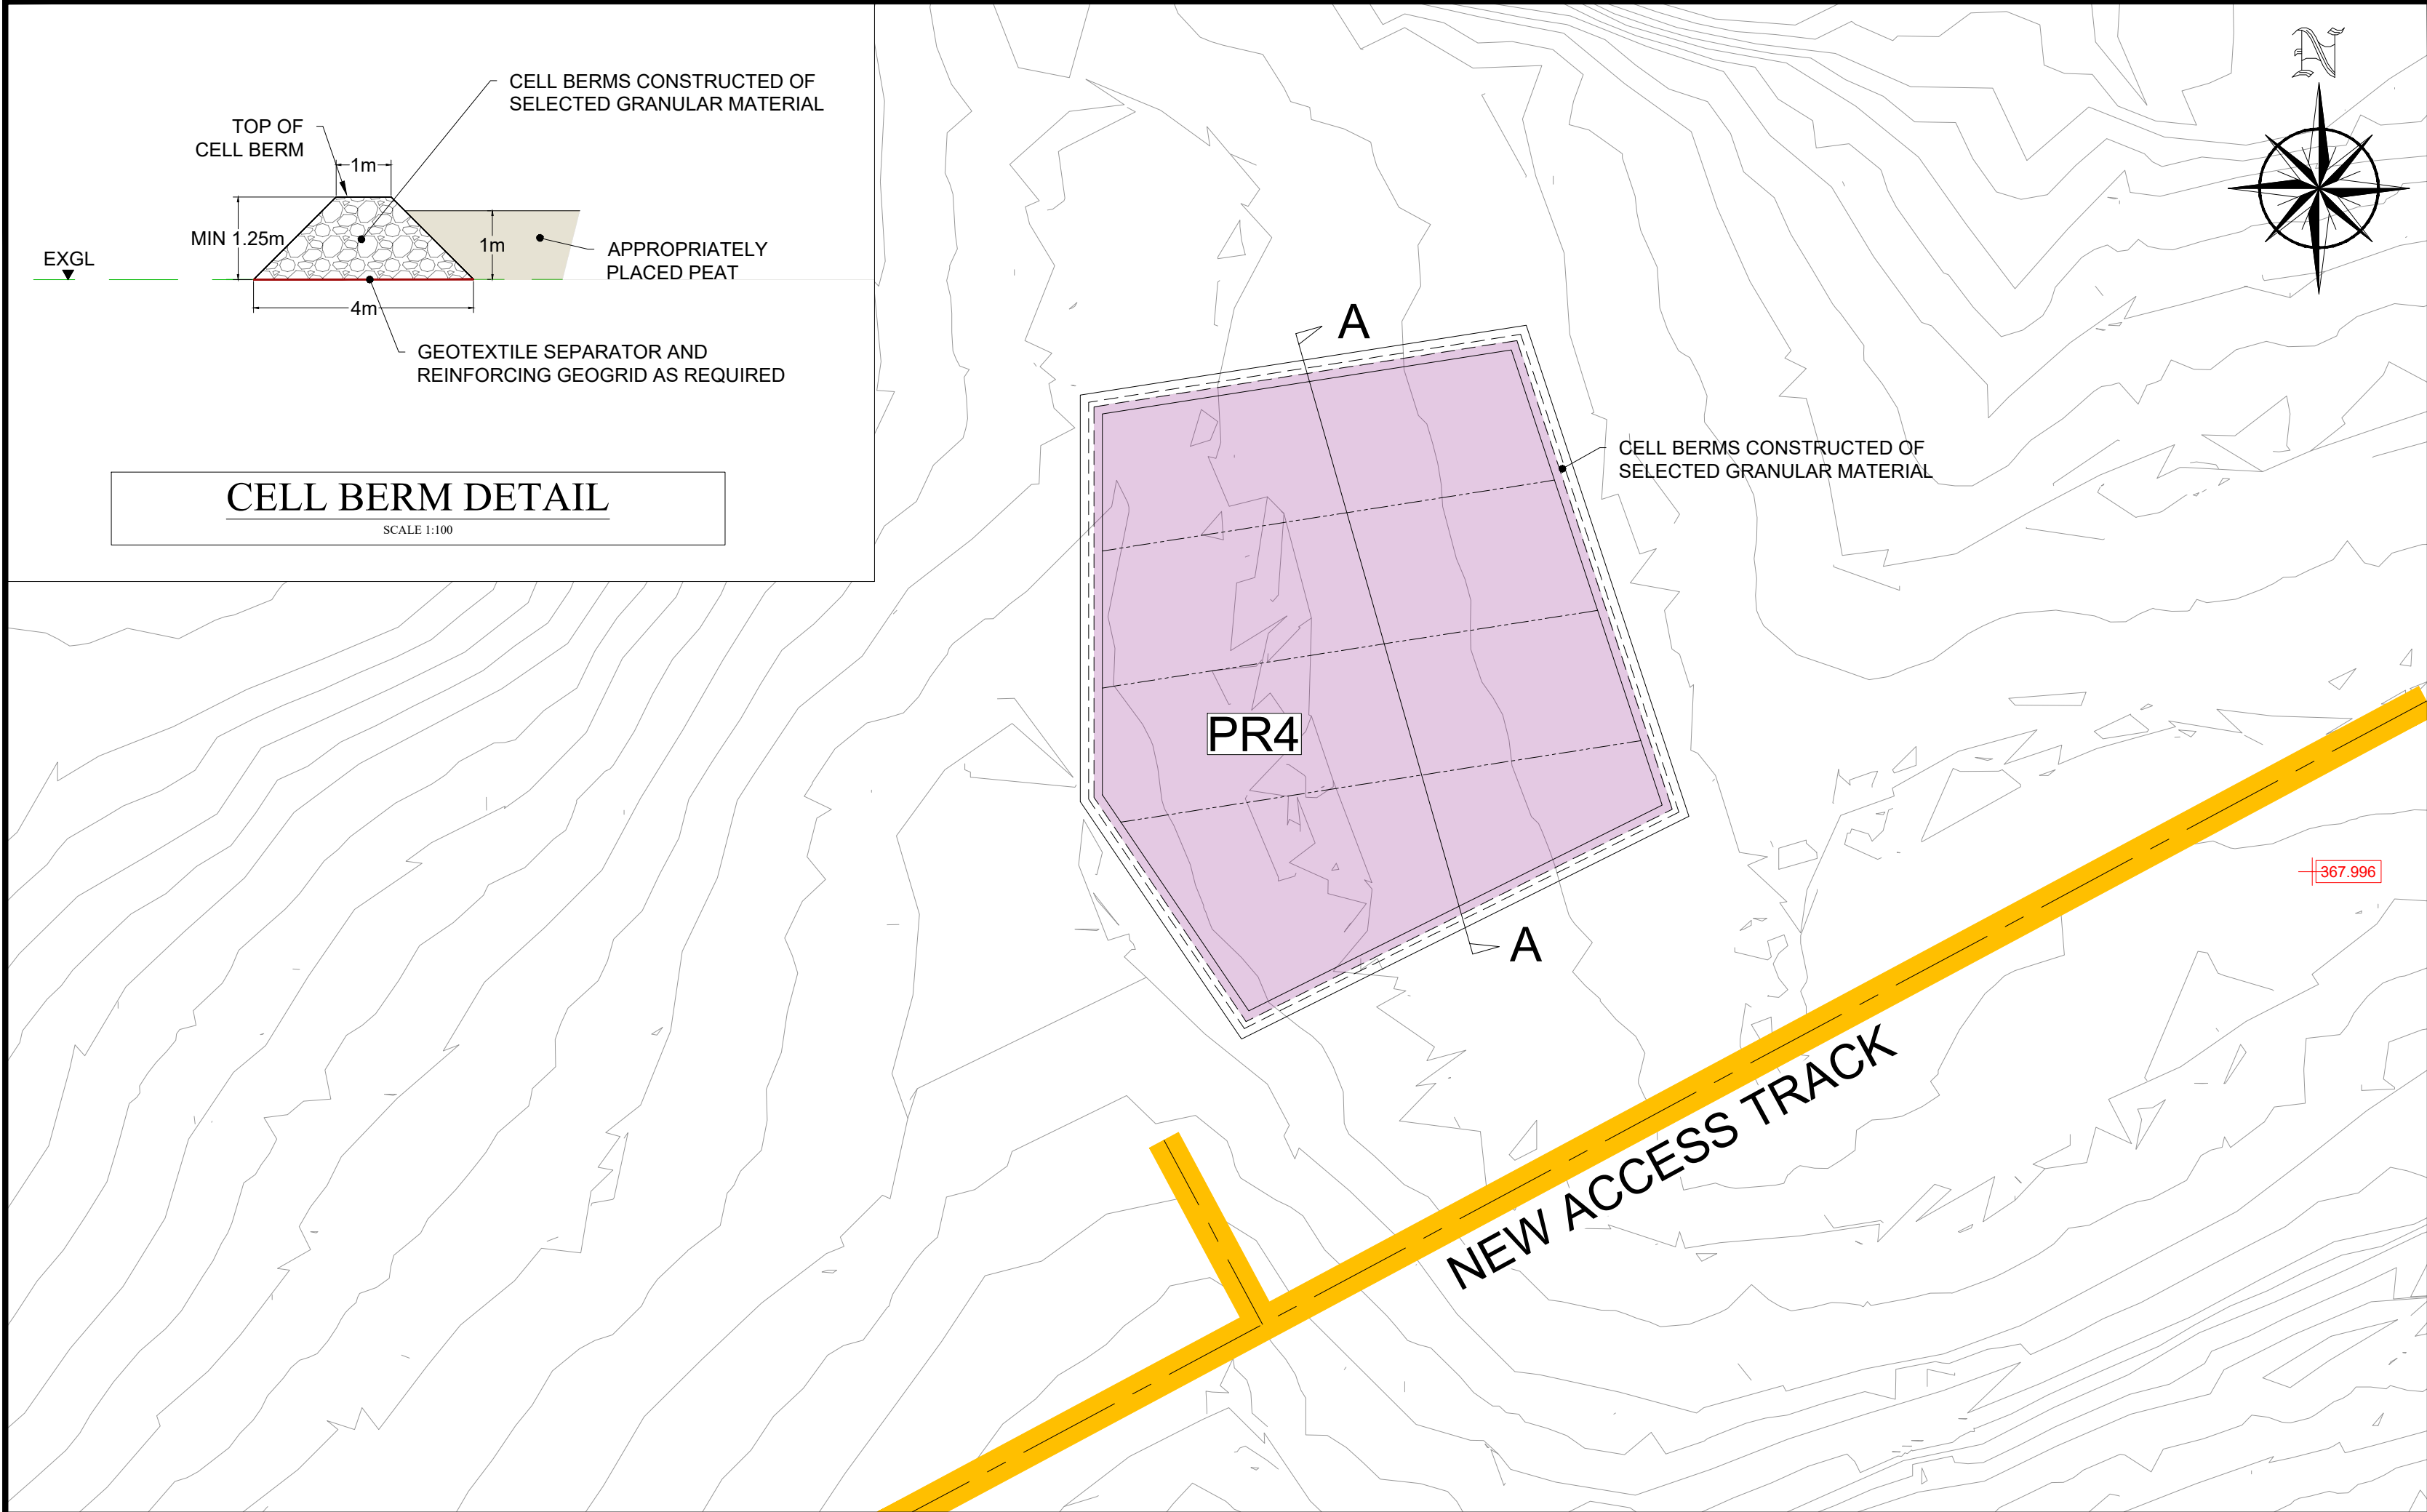 CELL BERMS CONSTRUCTED OF
SELECTED GRANULAR MATERIAL
TOP OF
CELL BERM
1m
MIN 1.25m
1m
EXGL
APPROPRIATELY
PLACED PEAT
4m
GEOTEXTILE SEPARATOR AND
REINFORCING GEOGRID AS REQUIRED
CELL BERM DETAIL
SCALE 1:100
N
A
CELL BERMS CONSTRUCTED OF
SELECTED GRANULAR MATERIAL
PR4
367.996
A
NEW ACCESS TRACK